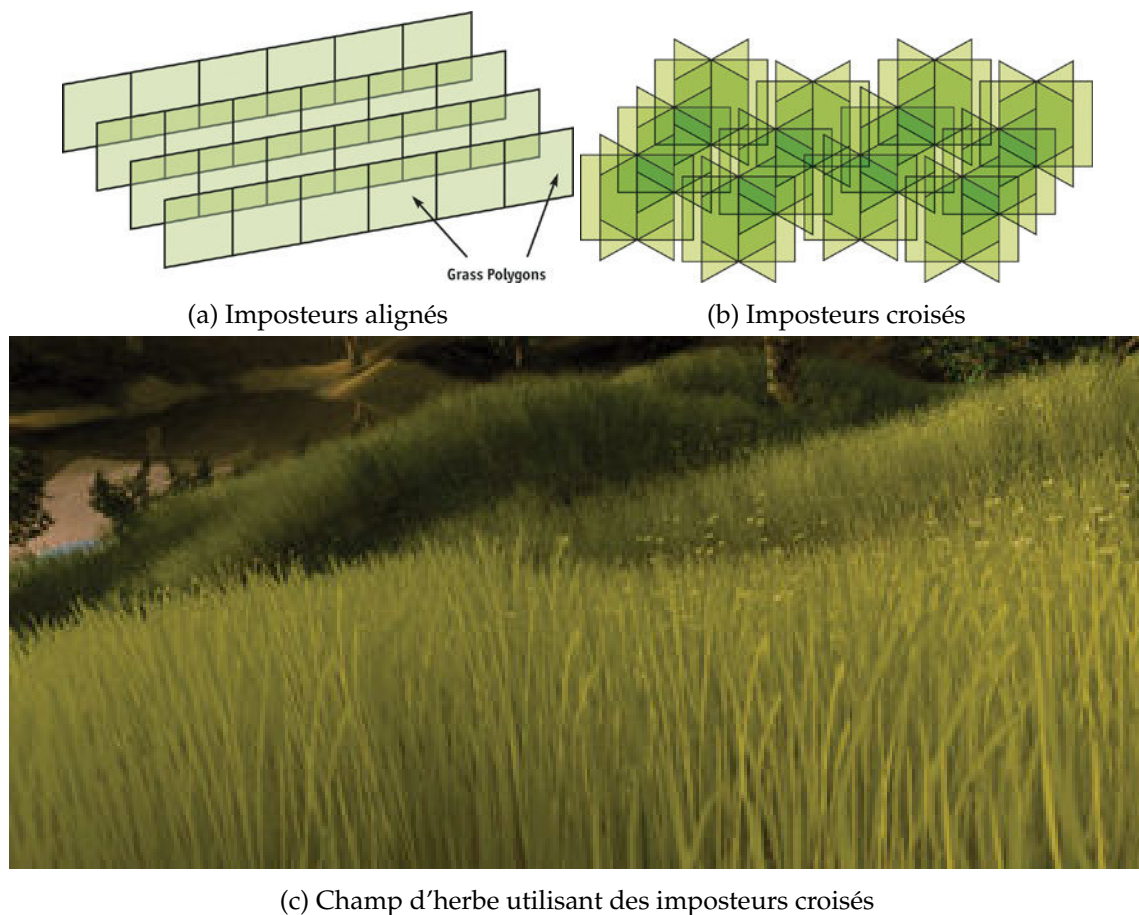 Grass Polygons
(a) Imposteurs alignés
(b) Imposteurs croisés
(c) Champ d'herbe utilisant des imposteurs croisés